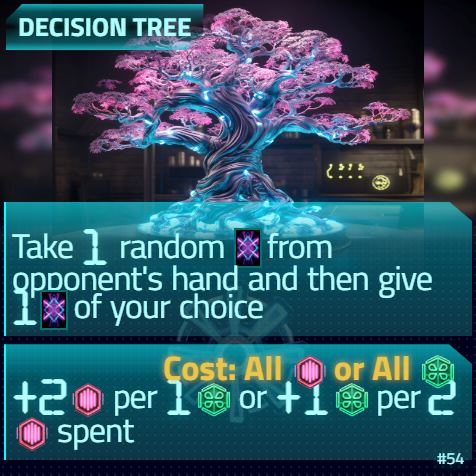 DECISION TREE
Take 1 random from
opponent's hand and then give
1 of your choice
Cost: All or All
+2 per 1 or +1 per 2
spent
#54